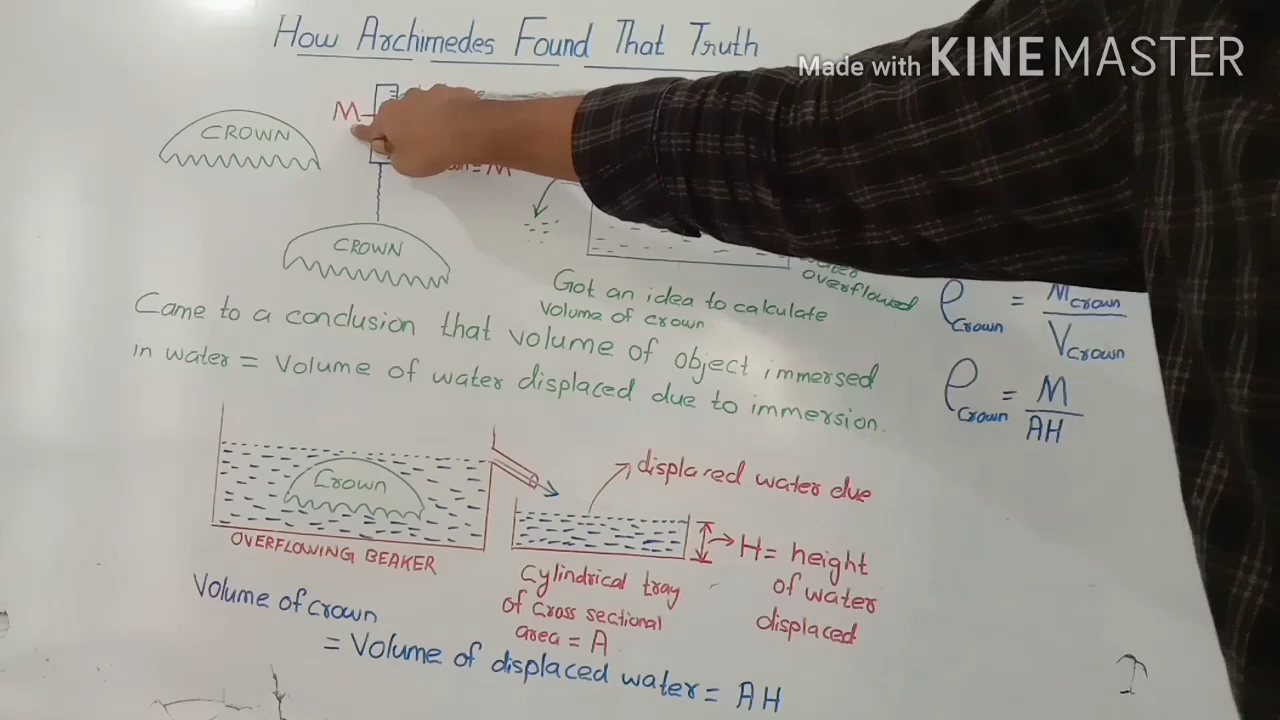 How Archimedes Found That Truth
Made with KINEMASTER
CROWN
M
= M
CROWN
overflowed
Got an idea to calculate
volume of crown
Came to a conclusion that volume of object immersed
in water = Volume of water displaced due to immersion.
ρcrown = Mcrown / Vcrown
ρcrown = M / AH
Crown
OVERFLOWING BEAKER
displaced water due
H = height
of water
displaced
Cylindrical tray
of cross sectional
area = A
Volume of crown
= Volume of displaced water = AH